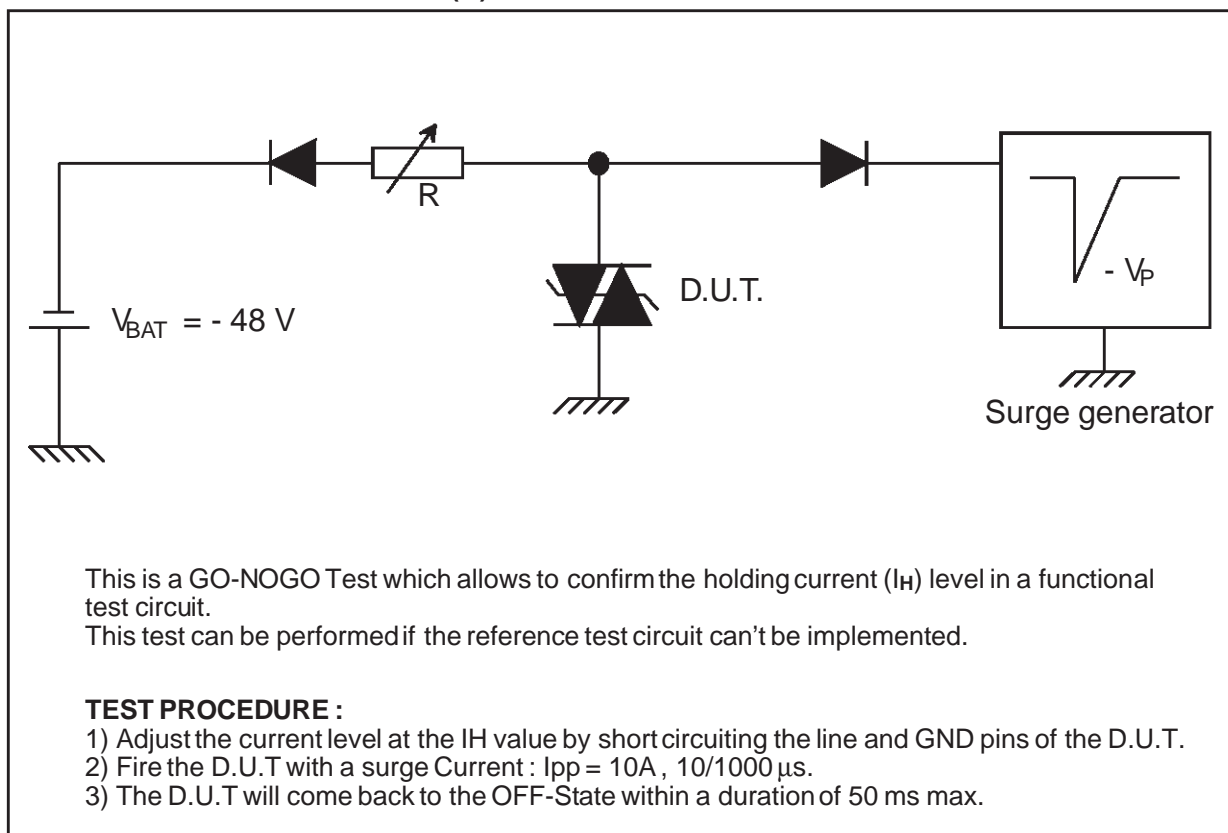 R
D.U.T.
- VP
VBAT = - 48 V
Surge generator
This is a GO-NOGO Test which allows to confirm the holding current (IH) level in a functional
test circuit.
This test can be performed if the reference test circuit can't be implemented.
TEST PROCEDURE :
1) Adjust the current level at the IH value by short circuiting the line and GND pins of the D.U.T.
2) Fire the D.U.T with a surge Current : Ipp = 10A , 10/1000 µs.
3) The D.U.T will come back to the OFF-State within a duration of 50 ms max.